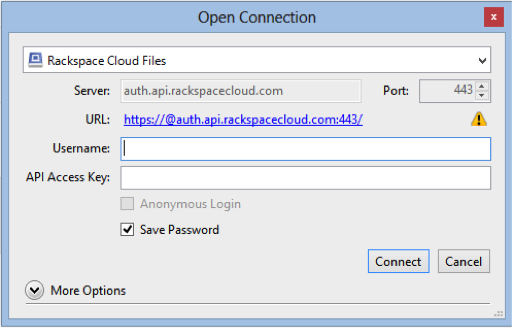 Open Connection
x
Rackspace Cloud Files
Server: auth.api.rackspacecloud.com Port: 443
URL: https://@auth.api.rackspacecloud.com:443/
Username:
API Access Key:
Anonymous Login
Save Password
Connect Cancel
More Options